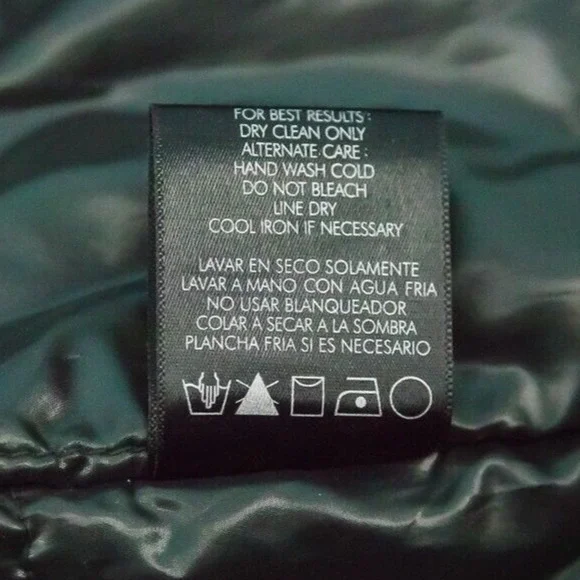 FOR BEST RESULTS :
DRY CLEAN ONLY
ALTERNATE CARE :
HAND WASH COLD
DO NOT BLEACH
LINE DRY
COOL IRON IF NECESSARY
LAVAR EN SECO SOLAMENTE
LAVAR A MANO CON AGUA FRIA
NO USAR BLANQUEADOR
COLAR A SECAR A LA SOMBRA
PLANCHA FRIA SI ES NECESARIO